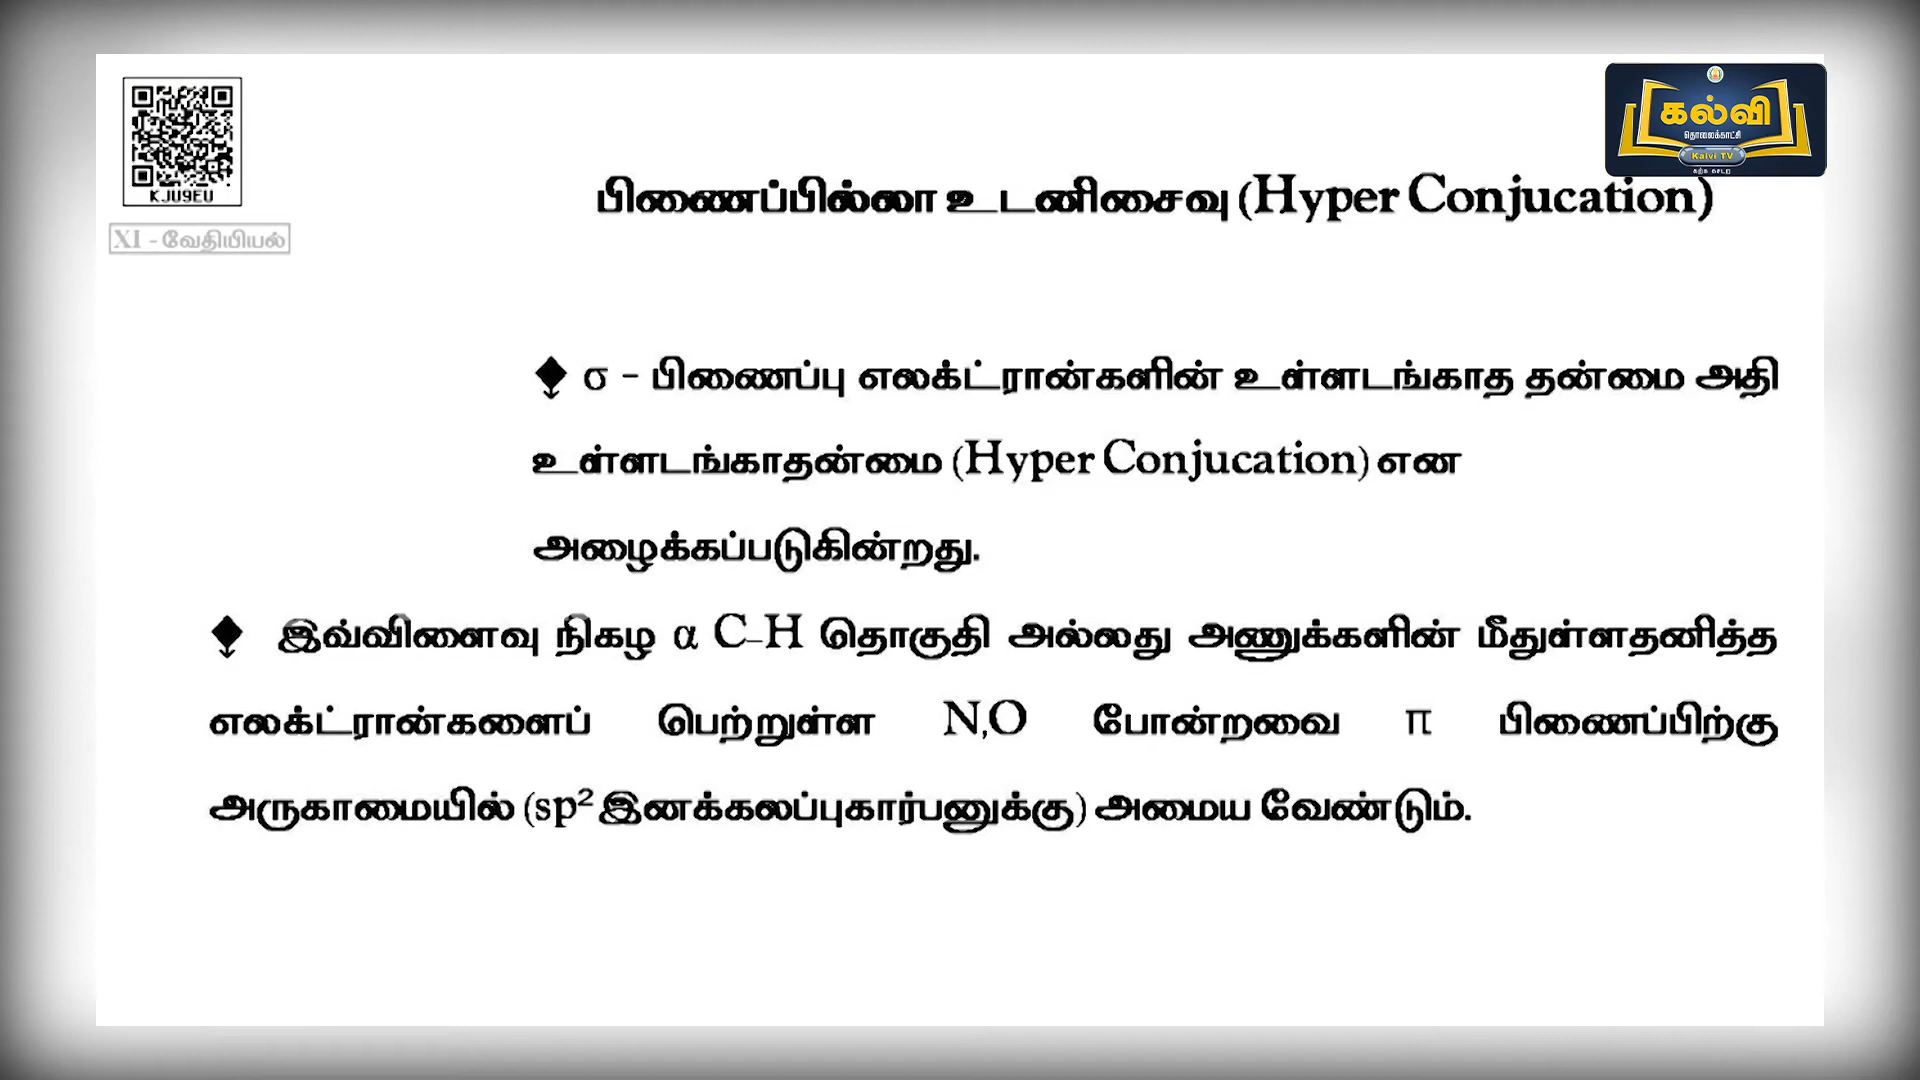 KJU9EU
XI - வேதியியல்
கல்வி
தொலைக்காட்சி
Kalvi TV
கற்க கசடற
பிணைப்பில்லா உடனிசைவு (Hyper Conjucation)
σ - பிணைப்பு எலக்ட்ரான்களின் உள்ளடங்காத தன்மை அதி
உள்ளடங்காதன்மை (Hyper Conjucation) என
அழைக்கப்படுகின்றது.
இவ்விளைவு நிகழ α C-H தொகுதி அல்லது அணுக்களின் மீதுள்ளதனித்த
எலக்ட்ரான்களைப் பெற்றுள்ள N,O போன்றவை π பிணைப்பிற்கு
அருகாமையில் (sp² இனக்கலப்புகார்பனுக்கு) அமைய வேண்டும்.